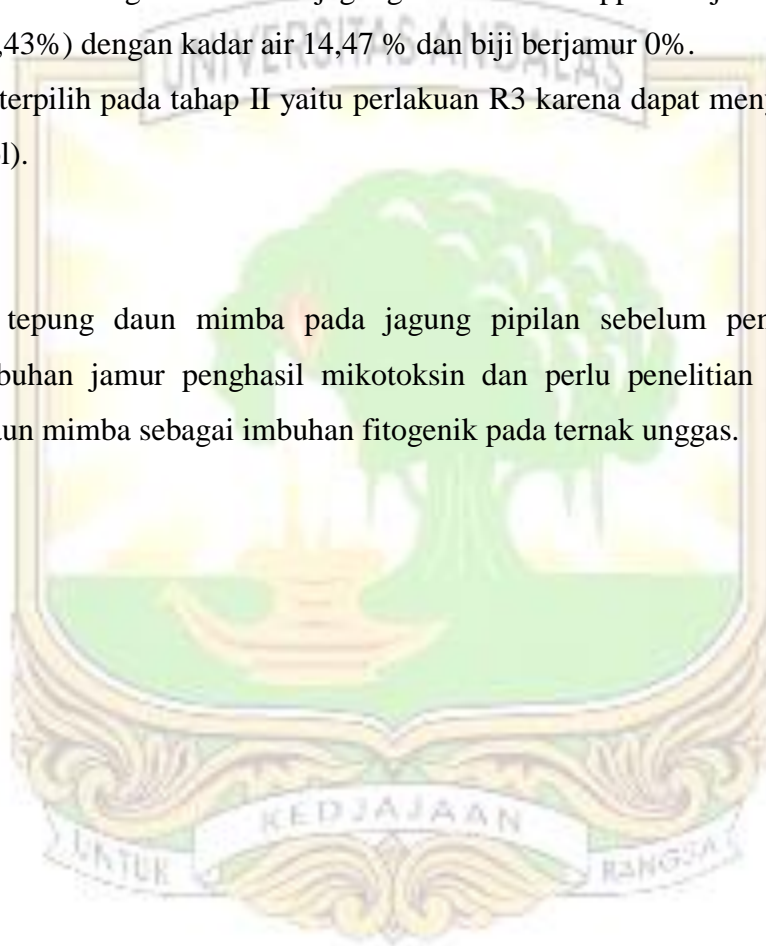 ,43%) dengan kadar air 14,47 % dan biji berjamur 0%.
UNIVERSITAS ANDALAS
terpilih pada tahap II yaitu perlakuan R3 karena dapat
l).
tepung daun mimba pada jagung pipilan sebelum
buhan jamur penghasil mikotoksin dan perlu penelitian
un mimba sebagai imbuhan fitogenik pada ternak unggas.
KEDJAJAAN
UNTUK
BANGSA